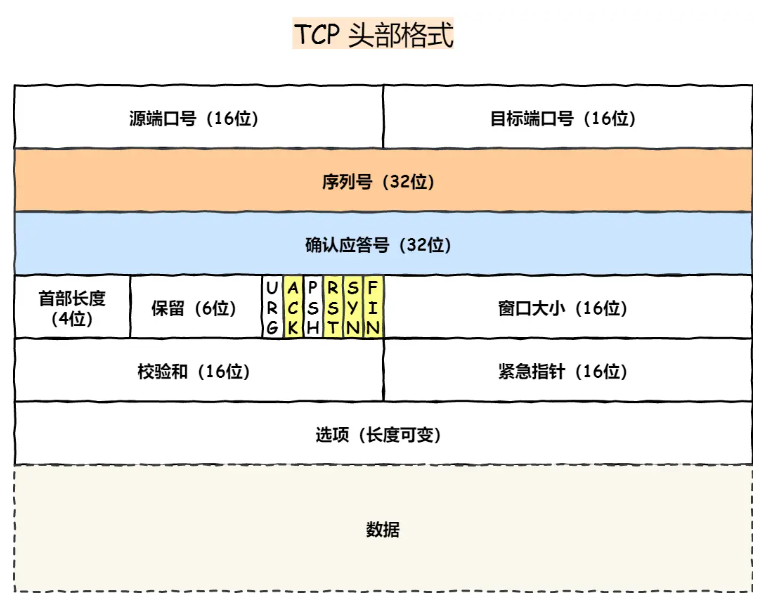 TCP 头部格式
源端口号（16位）
目标端口号（16位）
序列号（32位）
确认应答号（32位）
首部长度
（4位）
保留（6位）
URG
ACK
PSH
RST
SYN
FIN
窗口大小（16位）
校验和（16位）
紧急指针（16位）
选项（长度可变）
数据